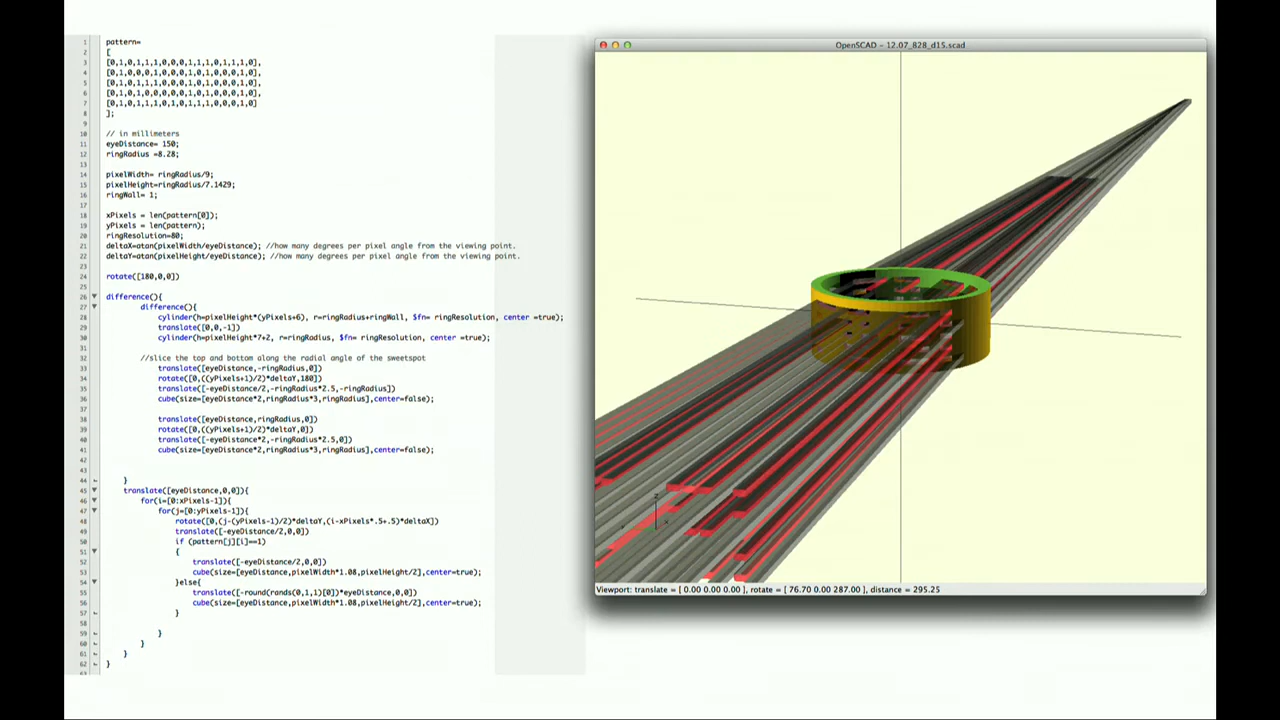 pattern=
[
[0,1,0,1,1,1,0,0,0,1,1,1,0,1,1,1,0],
[0,1,0,0,0,1,0,0,0,1,0,1,0,0,0,1,0],
[0,1,0,1,1,1,0,1,0,1,0,1,0,1,1,1,0],
[0,1,0,1,0,0,0,0,0,1,0,1,0,0,0,1,0],
[0,1,0,1,1,1,0,1,0,1,1,1,0,0,0,1,0]
];
// in millimeters
eyeDistance= 150;
ringRadius =8.28;
pixelWidth= ringRadius/9;
pixelHeight=ringRadius/7.1429;
ringWall= 1;
xPixels = len(pattern[0]);
yPixels = len(pattern);
ringResolution=80;
deltaX=atan(pixelWidth/eyeDistance); //how many degrees per pixel angle from the viewing point.
deltaY=atan(pixelHeight/eyeDistance); //how many degrees per pixel angle from the viewing point.
rotate([180,0,0])
difference(){
difference(){
cylinder(h=pixelHeight*(yPixels+6), r=ringRadius+ringWall, $fn= ringResolution, center =true);
translate([0,0,-1])
cylinder(h=pixelHeight*7+2, r=ringRadius, $fn= ringResolution, center =true);
//slice the top and bottom along the radial angle of the sweetspot
translate([eyeDistance,-ringRadius,0])
rotate([0,((yPixels+1)/2)*deltaY,180])
translate([-eyeDistance/2,-ringRadius*2.5,-ringRadius])
cube(size=[eyeDistance*2,ringRadius*3,ringRadius],center=false);
translate([eyeDistance,ringRadius,0])
rotate([0,((yPixels+1)/2)*deltaY,0])
translate([-eyeDistance*2,-ringRadius*2.5,0])
cube(size=[eyeDistance*2,ringRadius*3,ringRadius],center=false);
}
translate([eyeDistance,0,0]){
for(i=[0:xPixels-1]){
for(j=[0:yPixels-1]){
rotate([0,(j-(yPixels-1)/2)*deltaY,(i-xPixels*.5+.5)*deltaX])
translate([-eyeDistance/2,0,0])
if (pattern[j][i]==1)
{
translate([-eyeDistance/2,0,0])
cube(size=[eyeDistance,pixelWidth*1.08,pixelHeight/2],center=true);
}else{
translate([-round(rands(0,1,1)[0])*eyeDistance,0,0])
cube(size=[eyeDistance,pixelWidth*1.08,pixelHeight/2],center=true);
}
}
}
}
}
OpenSCAD – 12.07_828_d15.scad
Viewport: translate = [ 0.00 0.00 0.00 ], rotate = [ 76.70 0.00 287.00 ], distance = 295.25